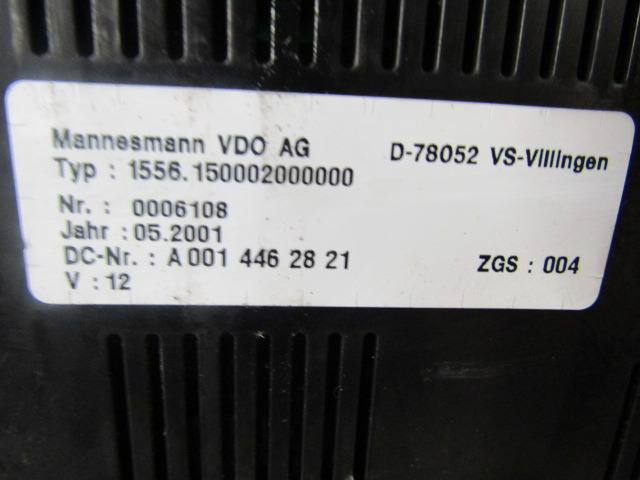 Mannesmann VDO AG D-78052 VS-Villingen
Typ : 1556.150002000000
Nr. : 0006108
Jahr : 05.2001
DC-Nr. : A 001 446 28 21 ZGS : 004
V : 12